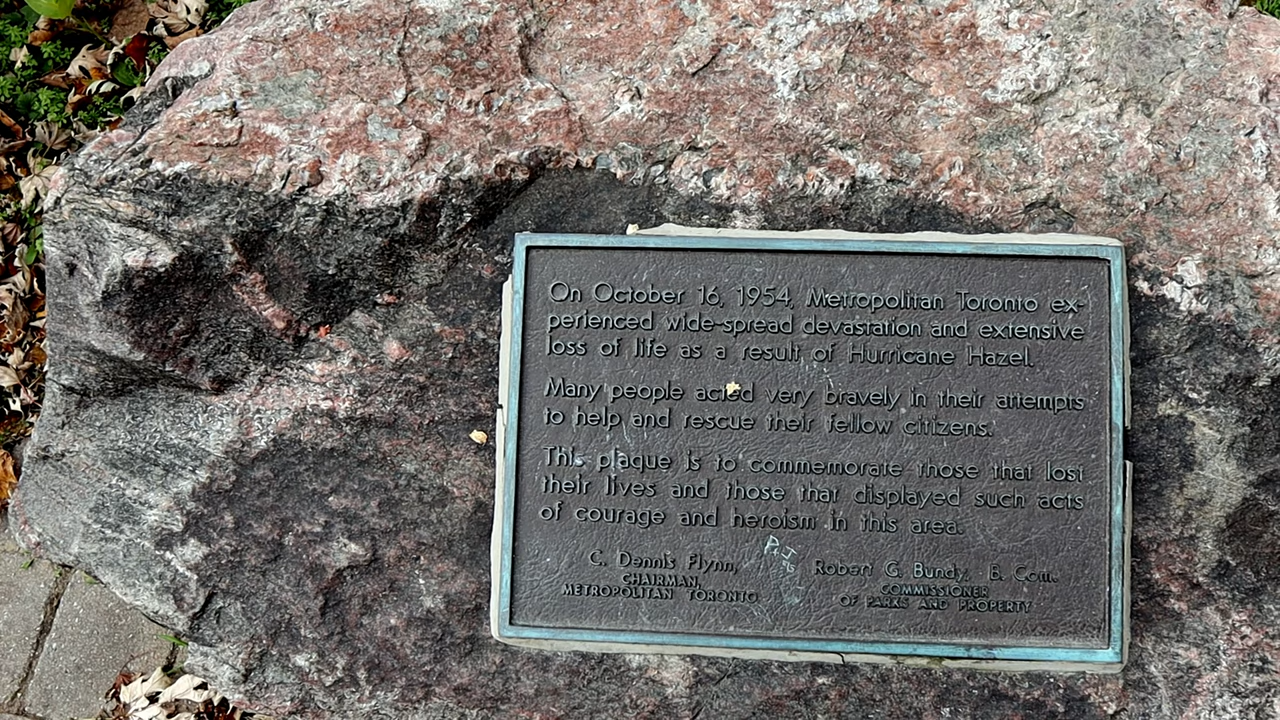 On October 16, 1954, Metropolitan Toronto ex-
perienced wide-spread devastation and extensive
loss of life as a result of Hurricane Hazel.
Many people acted very bravely in their attempts
to help and rescue their fellow citizens.
This plaque is to commemorate those that lost
their lives and those that displayed such acts
of courage and heroism in this area.
C. Dennis Flynn,
CHAIRMAN,
METROPOLITAN TORONTO
Robert G. Bundy, B. Com.
COMMISSIONER
OF PARKS AND PROPERTY